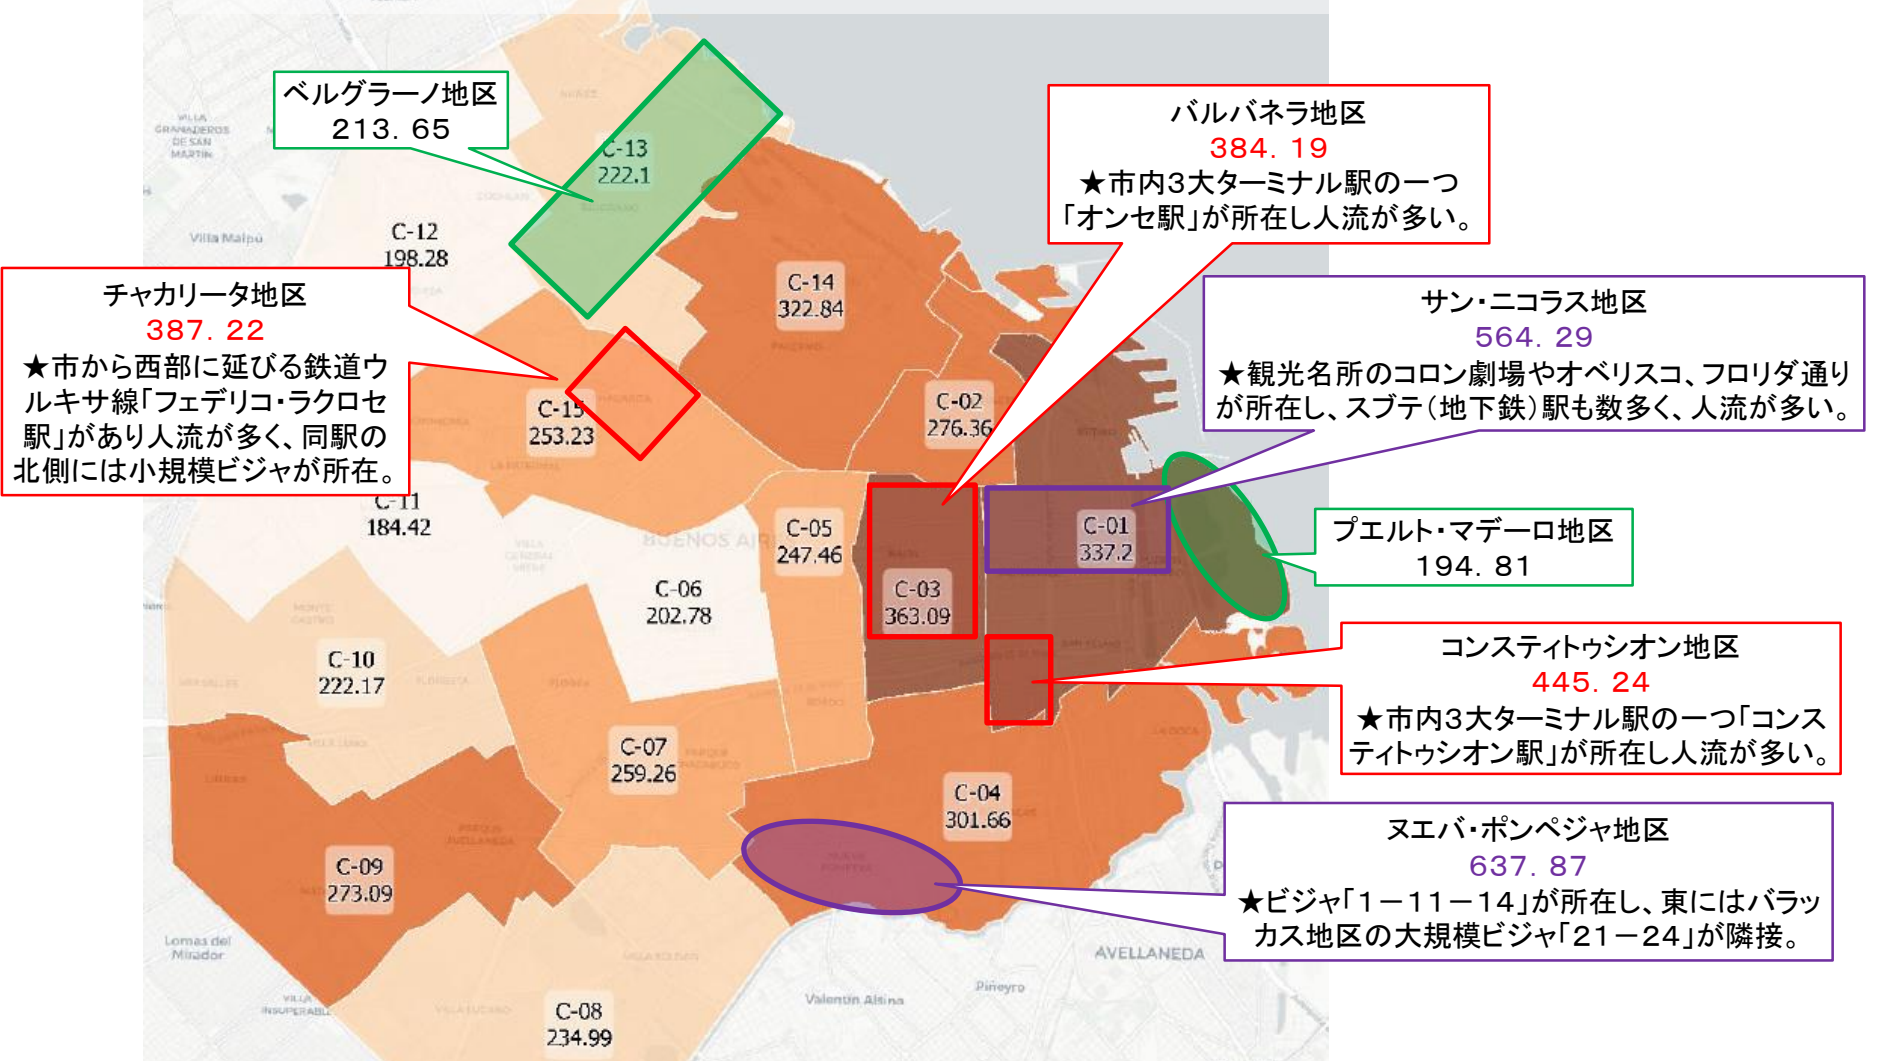 ベルグラーノ地区
213.65
バルバネラ地区
384.19
★市内3大ターミナル駅の一つ
「オンセ駅」が所在し人流が多い。
チャカリータ地区
387.22
★市から西部に延びる鉄道ウ
ルキサ線「フェデリコ・ラクロセ
駅」があり人流が多く、同駅の
北側には小規模ビジャが所在。
サン・ニコラス地区
564.29
★観光名所のコロン劇場やオベリスコ、フロリダ通り
が所在し、スブテ(地下鉄)駅も数多く、人流が多い。
プエルト・マデーロ地区
194.81
コンスティトゥシオン地区
445.24
★市内3大ターミナル駅の一つ「コンス
ティトゥシオン駅」が所在し人流が多い。
ヌエバ・ポンペジャ地区
637.87
★ビジャ「1-11-14」が所在し、東にはバラッ
カス地区の大規模ビジャ「21-24」が隣接。
C-13
222.1
C-12
198.28
C-14
322.84
C-15
253.23
C-02
276.36
C-11
184.42
C-05
247.46
C-01
337.2
C-06
202.78
C-03
363.09
C-10
222.17
C-07
259.26
C-04
301.66
C-09
273.09
C-08
234.99
VILLA
GRANADEROS
DE SAN
MARTIN
Villa Maipú
BUENOS AIRES
Lomas del
Mirador
VILLA
INSUPERABLE
Valentín Alsina
Piñeyro
AVELLANEDA